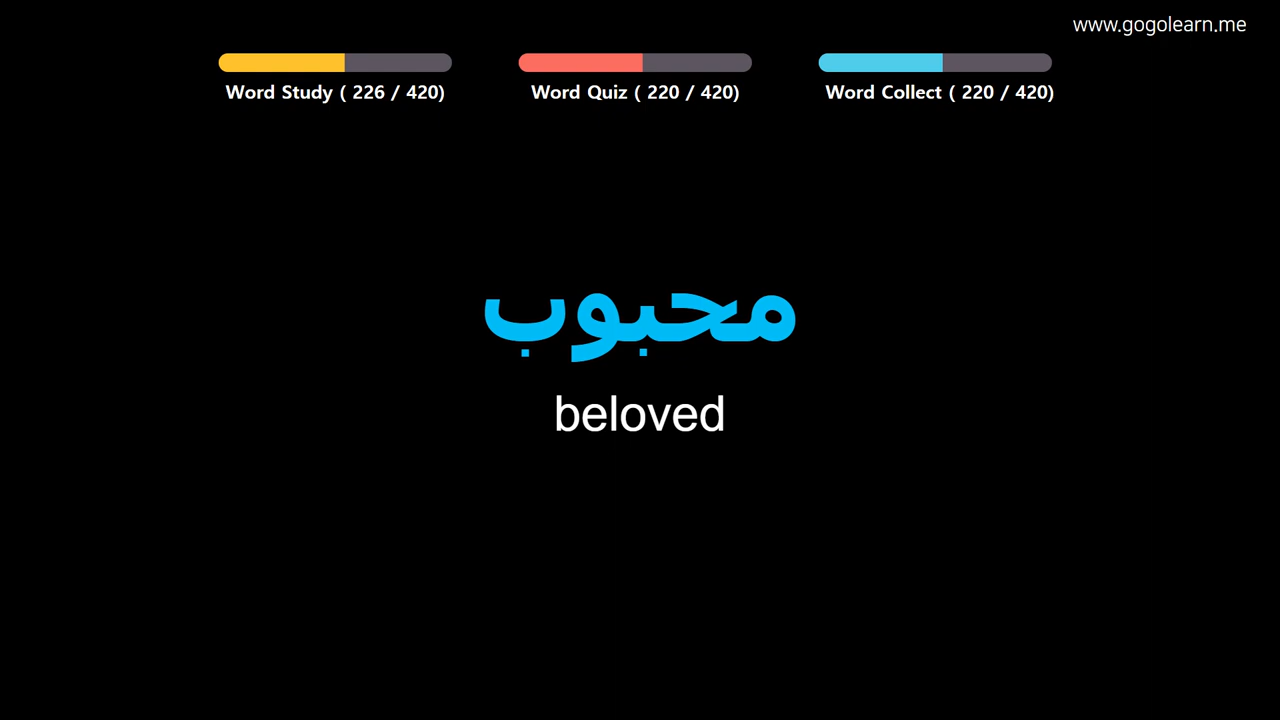 www.gogolearn.me
Word Study ( 226 / 420)
Word Quiz ( 220 / 420)
Word Collect ( 220 / 420)
محبوب
beloved